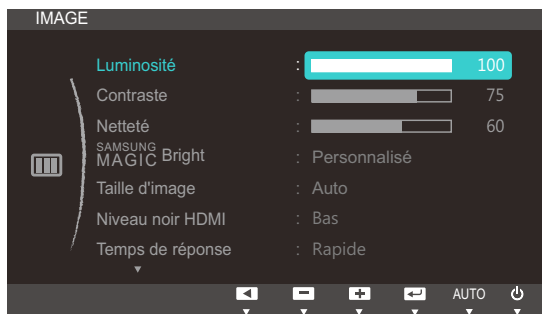 IMAGE
Luminosité : 100
Contraste : 75
Netteté : 60
SAMSUNG
MAGIC Bright : Personnalisé
Taille d'image : Auto
Niveau noir HDMI : Bas
Temps de réponse : Rapide
AUTO